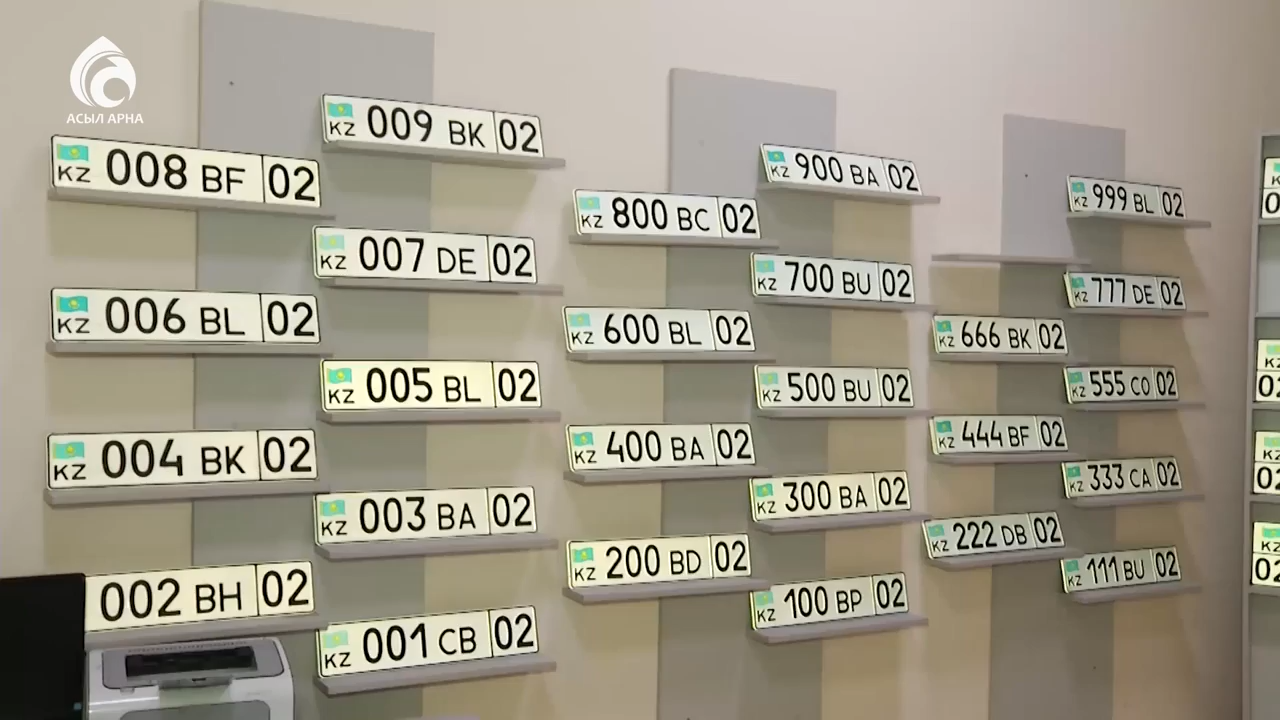 АСЫЛ АРНА
KZ 009 BK 02
KZ 008 BF 02
KZ 007 DE 02
KZ 006 BL 02
KZ 005 BL 02
KZ 004 BK 02
KZ 003 BA 02
002 BH 02
KZ 001 CB 02
KZ 900 BA 02
KZ 800 BC 02
KZ 700 BU 02
KZ 600 BL 02
KZ 500 BU 02
KZ 400 BA 02
KZ 300 BA 02
KZ 200 BD 02
KZ 100 BP 02
KZ 999 BL 02
KZ 777 DE 02
KZ 666 BK 02
KZ 555 CO 02
KZ 444 BF 02
KZ 333 CA 02
KZ 222 DB 02
KZ 111 BU 02